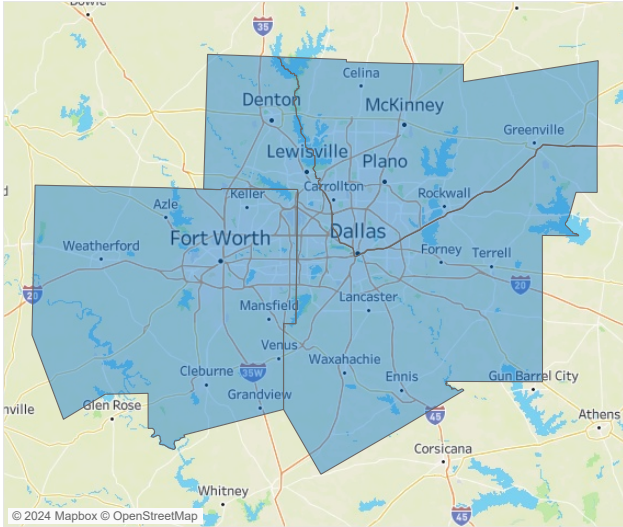 Bowie
35
Celina
Denton
McKinney
Greenville
Lewisville
Plano
Carrollton
Keller
Rockwall
Azle
Fort Worth
Dallas
Weatherford
Forney
Terrell
20
20
Mansfield
Lancaster
Venus
Waxahachie
Cleburne
35W
Ennis
Gun Barrel City
Grandview
nville
Glen Rose
45
Athens
Corsicana
Whitney
45
© 2024 Mapbox © OpenStreetMap